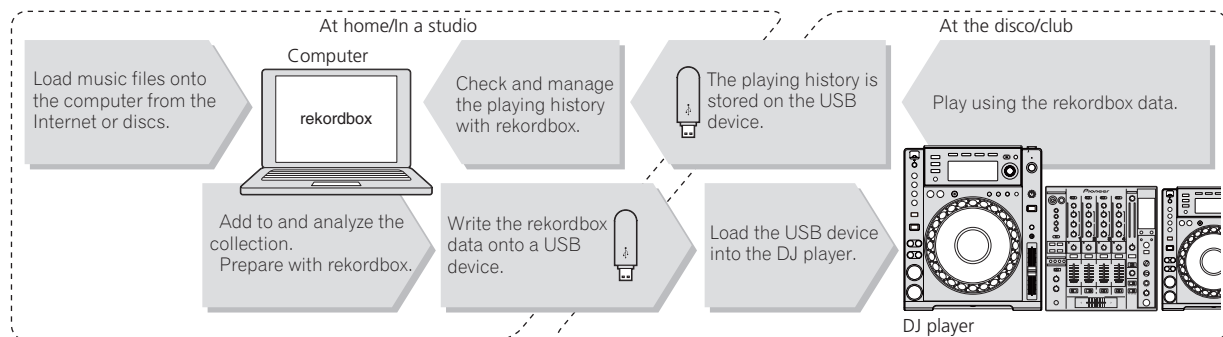 At home/In a studio
At the disco/club
Computer
Load music files onto
the computer from the
Internet or discs.
rekordbox
Check and manage
the playing history
with rekordbox.
The playing history is
stored on the USB
device.
Play using the rekordbox data.
Add to and analyze the
collection.
Prepare with rekordbox.
Write the rekordbox
data onto a USB
device.
Load the USB device
into the DJ player.
Pioneer
DJ player